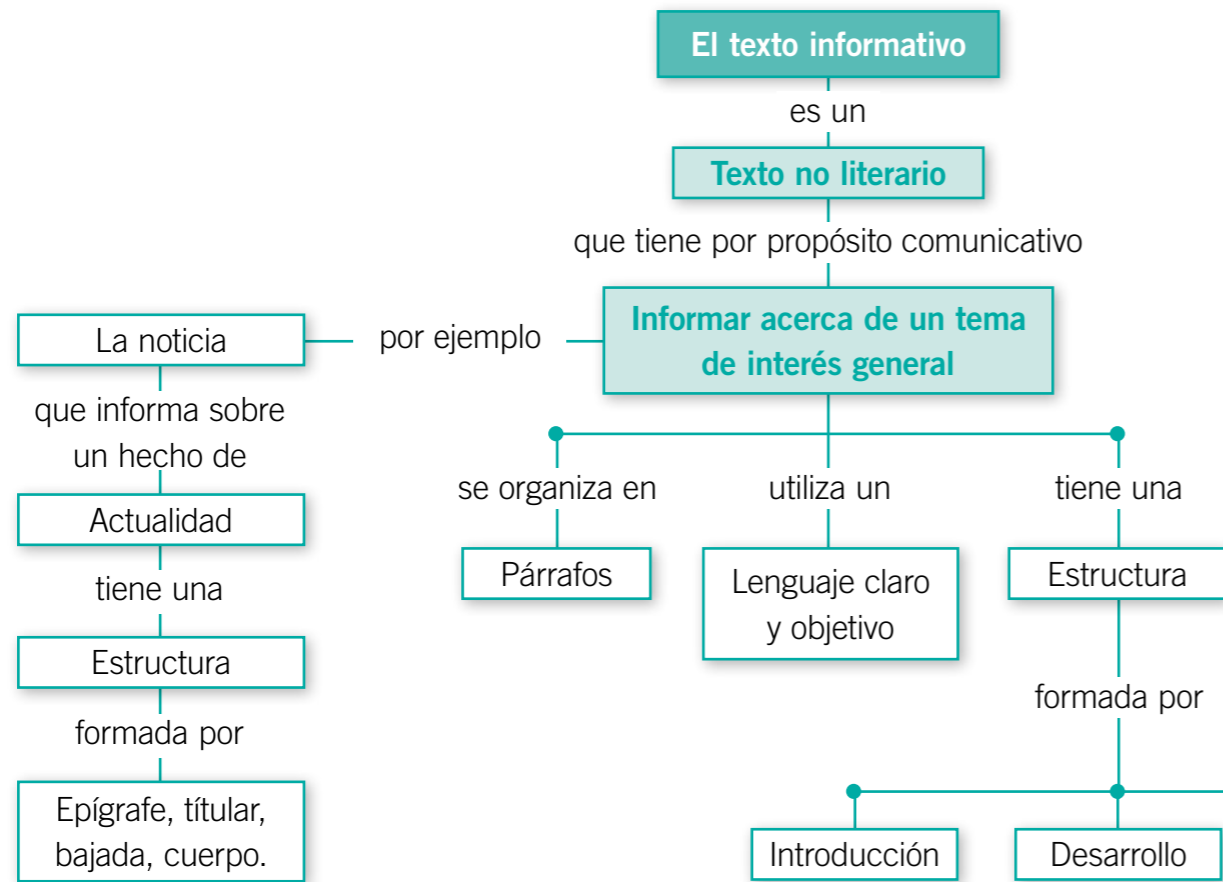 El texto informativo
es un
Texto no literario
que tiene por propósito comunicativo
Informar acerca de un tema
de interés general
por ejemplo
La noticia
que informa sobre
un hecho de
Actualidad
tiene una
Estructura
formada por
Epígrafe, títular,
bajada, cuerpo.
se organiza en
Párrafos
utiliza un
Lenguaje claro
y objetivo
tiene una
Estructura
formada por
Introducción
Desarrollo